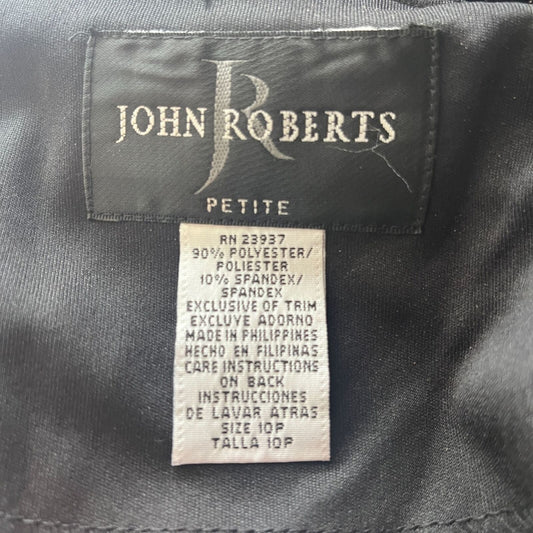 JR
JOHN ROBERTS
PETITE
RN 23937
90% POLYESTER/
POLIESTER
10% SPANDEX/
SPANDEX
EXCLUSIVE OF TRIM
EXCLUYE ADORNO
MADE IN PHILIPPINES
HECHO EN FILIPINAS
CARE INSTRUCTIONS
ON BACK
INSTRUCCIONES
DE LAVAR ATRAS
SIZE 10P
TALLA 10P